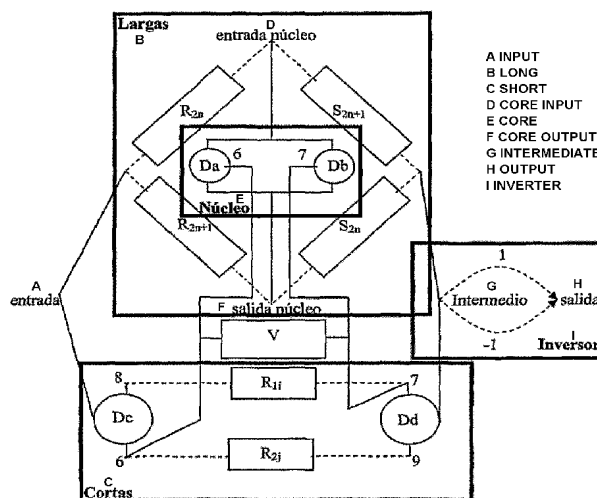 Largas
B
D
entrada núcleo
A INPUT
B LONG
C SHORT
D CORE INPUT
E CORE
F CORE OUTPUT
G INTERMEDIATE
H OUTPUT
I INVERTER
R2n
S2n+1
6
7
Da
Db
E
Núcleo
R2n+1
S2n
A
entrada
F
salida núcleo
V
1
G
H
Intermedio
salida
-1
I
Inversor
8
R1i
7
Dc
Dd
6
R2j
9
C
Cortas